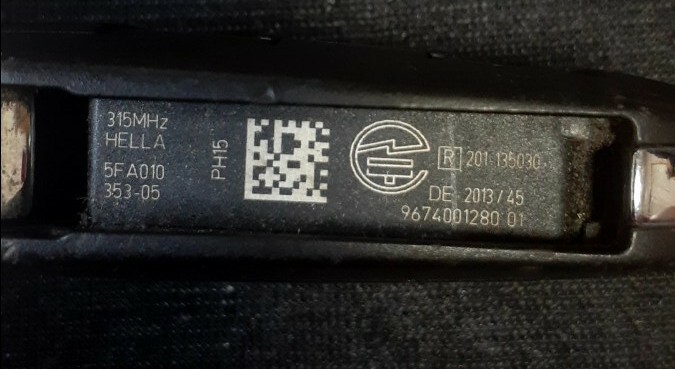 315MHz
HELLA
5FA010
353-05
PH15
R 201-135030
DE 2013/45
9674001280 01